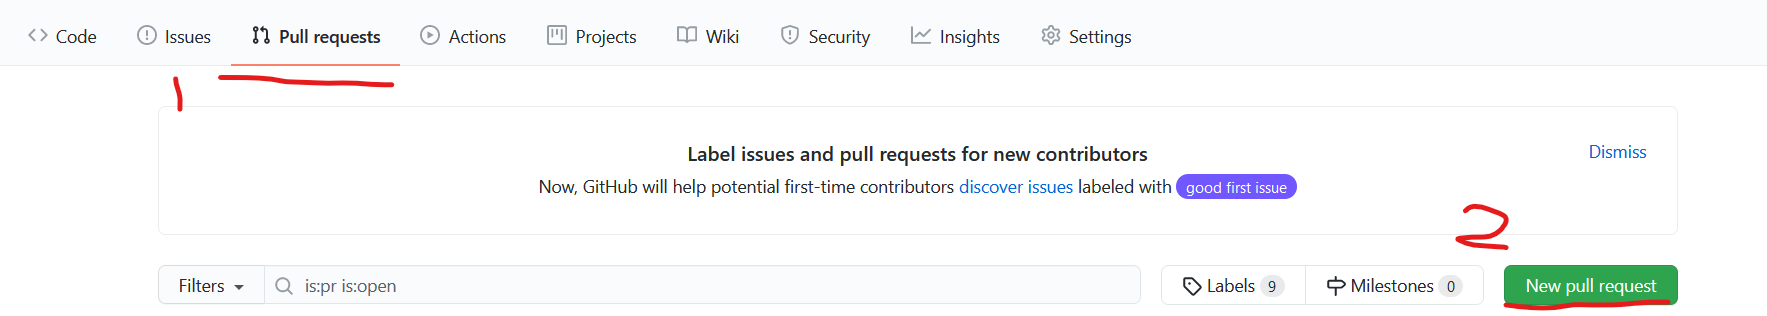 Code Issues Pull requests Actions Projects Wiki Security Insights Settings
1
Label issues and pull requests for new contributors
Dismiss
Now, GitHub will help potential first-time contributors discover issues labeled with good first issue
2
Filters is:pr is:open Labels 9 Milestones 0 New pull request